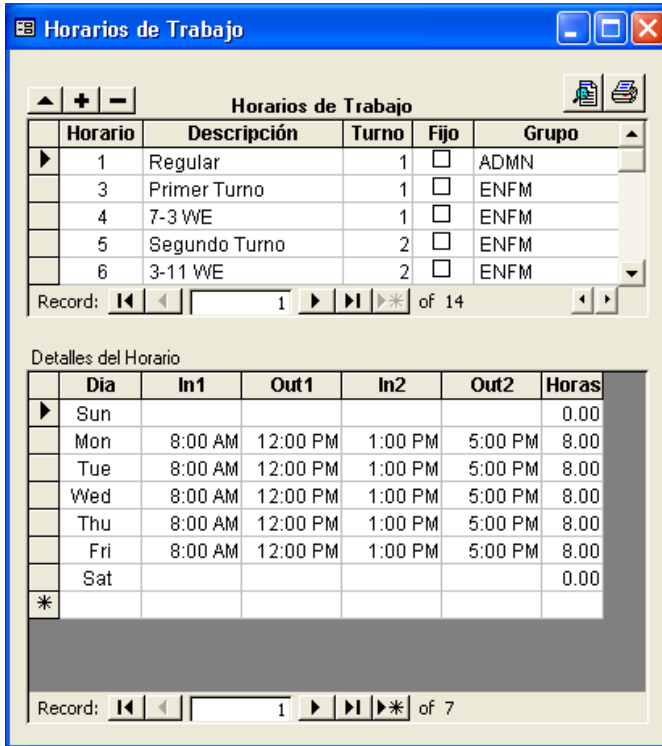 Horarios de Trabajo
Horarios de Trabajo
Horario Descripción Turno Fijo Grupo
1 Regular 1 ADMN
3 Primer Turno 1 ENFM
4 7-3 WE 1 ENFM
5 Segundo Turno 2 ENFM
6 3-11 WE 2 ENFM
Record: 1 of 14
Detalles del Horario
Dia In1 Out1 In2 Out2 Horas
Sun 0.00
Mon 8:00 AM 12:00 PM 1:00 PM 5:00 PM 8.00
Tue 8:00 AM 12:00 PM 1:00 PM 5:00 PM 8.00
Wed 8:00 AM 12:00 PM 1:00 PM 5:00 PM 8.00
Thu 8:00 AM 12:00 PM 1:00 PM 5:00 PM 8.00
Fri 8:00 AM 12:00 PM 1:00 PM 5:00 PM 8.00
Sat 0.00
Record: 1 of 7